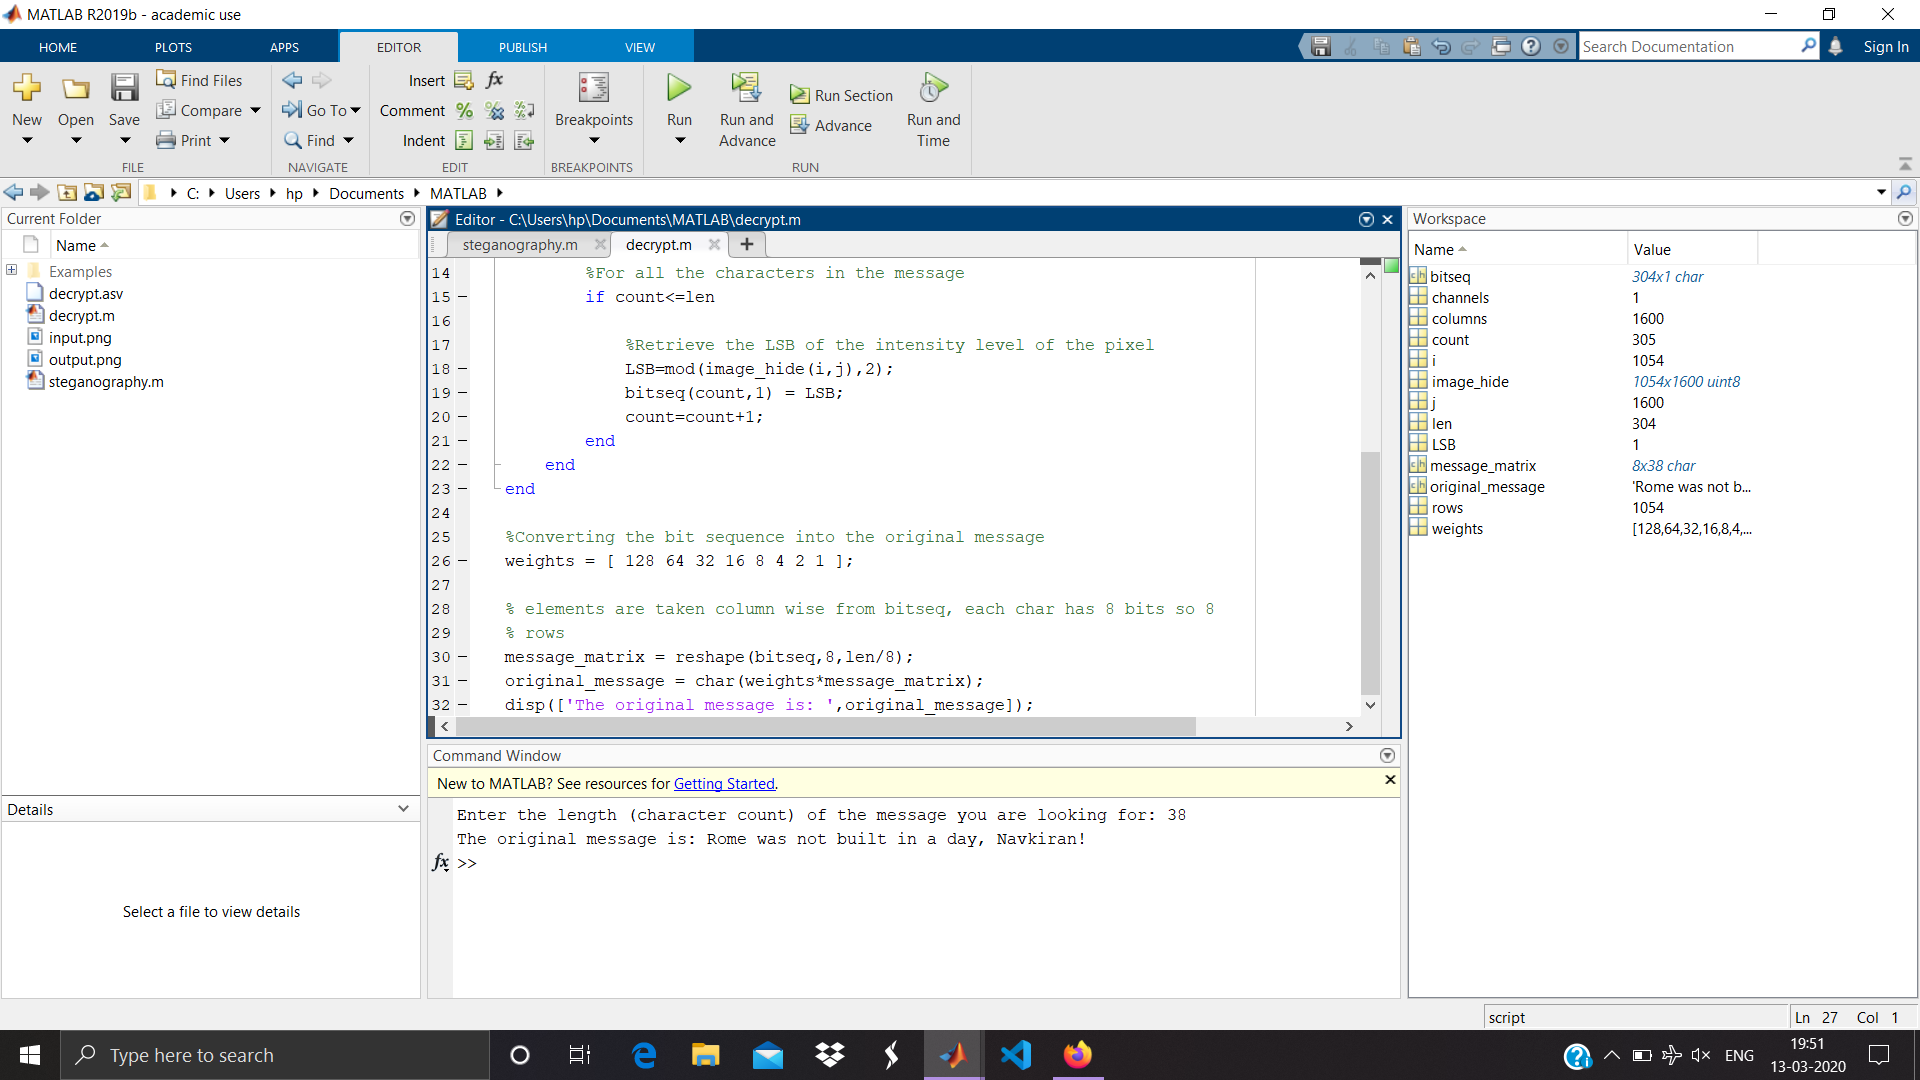 MATLAB R2019b - academic use
HOME PLOTS APPS EDITOR PUBLISH VIEW Search Documentation Sign In
New Open Save Find Files Compare Print
FILE
Go To Find
NAVIGATE
Insert fx
Comment
Indent
EDIT
Breakpoints
BREAKPOINTS
Run Run and Advance Run Section Advance Run and Time
RUN
C: Users hp Documents MATLAB
Current Folder
Name
Examples
decrypt.asv
decrypt.m
input.png
output.png
steganography.m
Details
Select a file to view details
Editor - C:\Users\hp\Documents\MATLAB\decrypt.m
steganography.m decrypt.m
14 %For all the characters in the message
15 if count<=len
16
17 %Retrieve the LSB of the intensity level of the pixel
18 LSB=mod(image_hide(i,j),2);
19 bitseq(count,1) = LSB;
20 count=count+1;
21 end
22 end
23 end
24
25 %Converting the bit sequence into the original message
26 weights = [ 128 64 32 16 8 4 2 1 ];
27
28 % elements are taken column wise from bitseq, each char has 8 bits so 8
29 % rows
30 message_matrix = reshape(bitseq,8,len/8);
31 original_message = char(weights*message_matrix);
32 disp(['The original message is: ',original_message]);
Command Window
New to MATLAB? See resources for Getting Started.
Enter the length (character count) of the message you are looking for: 38
The original message is: Rome was not built in a day, Navkiran!
fx >>
Workspace
Name Value
bitseq 304x1 char
channels 1
columns 1600
count 305
i 1054
image_hide 1054x1600 uint8
j 1600
len 304
LSB 1
message_matrix 8x38 char
original_message 'Rome was not b...
rows 1054
weights [128,64,32,16,8,4,...
script Ln 27 Col 1
Type here to search ENG 19:51
13-03-2020